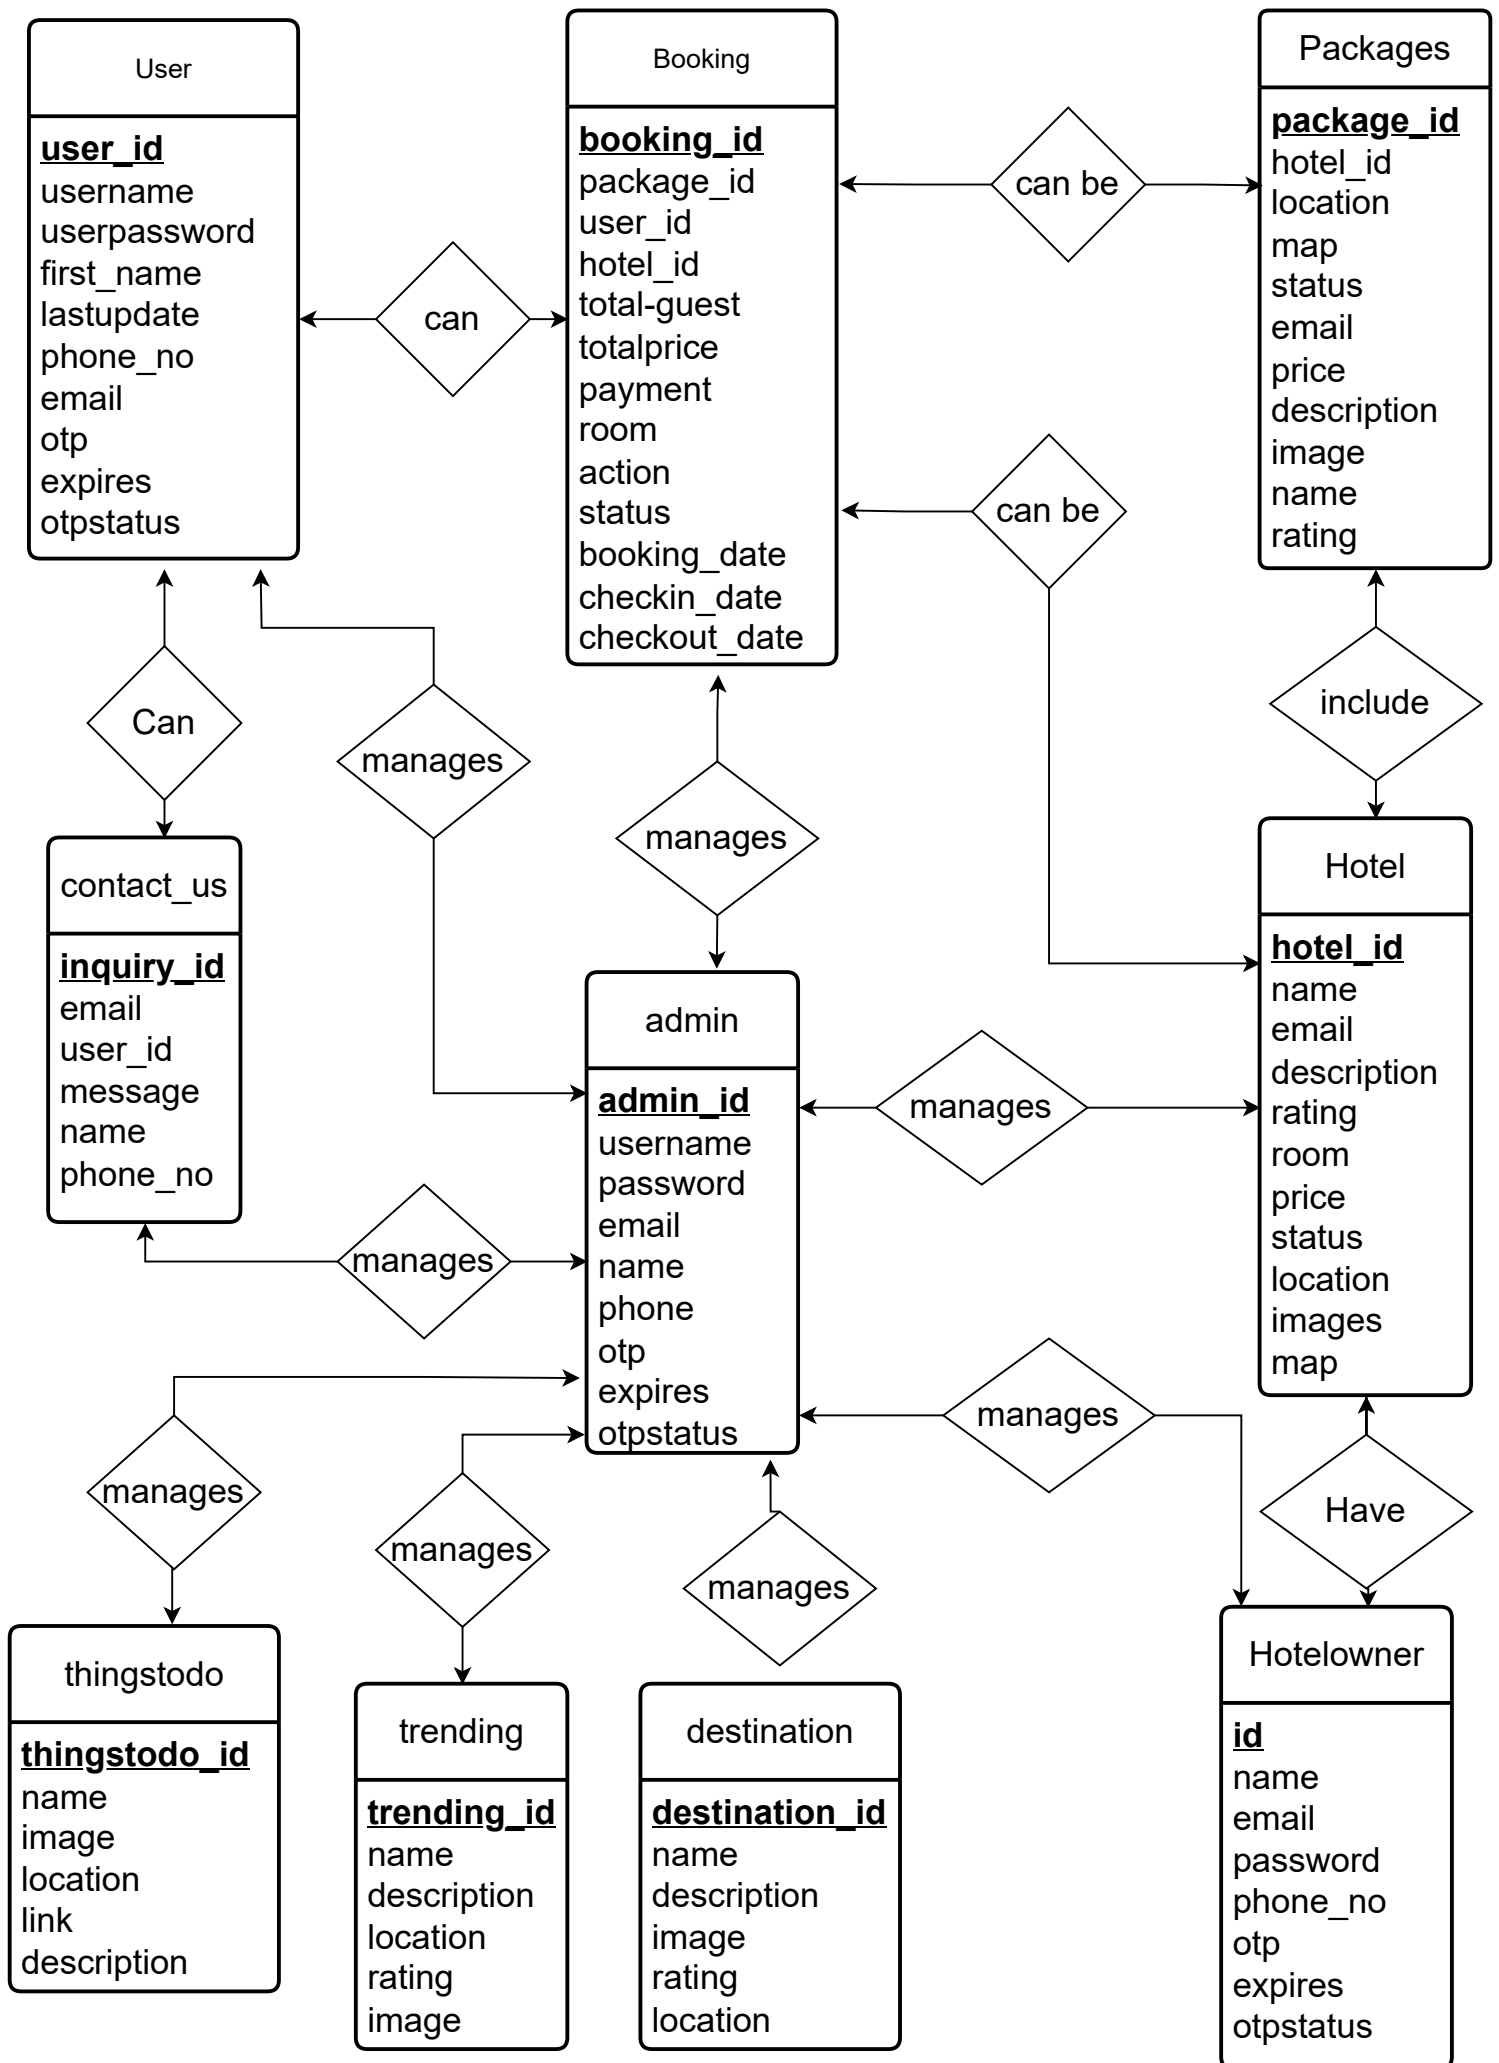 User
user_id
username
userpassword
first_name
lastupdate
phone_no
email
otp
expires
otpstatus
can
Booking
booking_id
package_id
user_id
hotel_id
total-guest
totalprice
payment
room
action
status
booking_date
checkin_date
checkout_date
can be
can be
Packages
package_id
hotel_id
location
map
status
email
price
description
image
name
rating
Can
manages
manages
include
contact_us
inquiry_id
email
user_id
message
name
phone_no
admin
admin_id
username
password
email
name
phone
otp
expires
otpstatus
manages
Hotel
hotel_id
name
email
description
rating
room
price
status
location
images
map
manages
manages
manages
manages
manages
Have
thingstodo
thingstodo_id
name
image
location
link
description
trending
trending_id
name
description
location
rating
image
destination
destination_id
name
description
image
rating
location
Hotelowner
id
name
email
password
phone_no
otp
expires
otpstatus